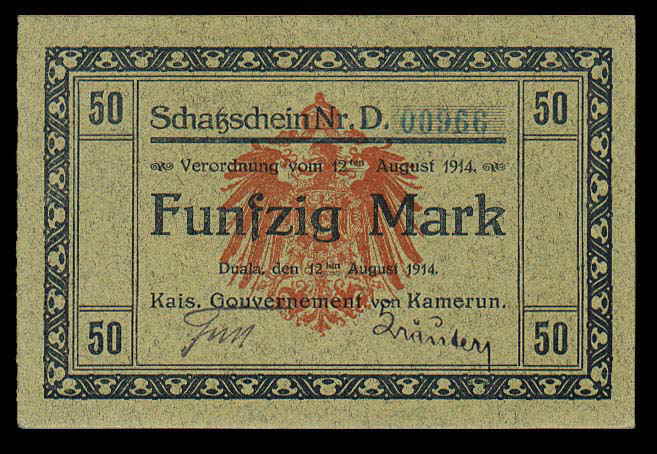 50 50
Schatzschein Nr. D. 00966
Verordnung vom 12ten August 1914.
Funfzig Mark
Duala, den 12ten August 1914.
Kais. Gouvernement von Kamerun.
50 50